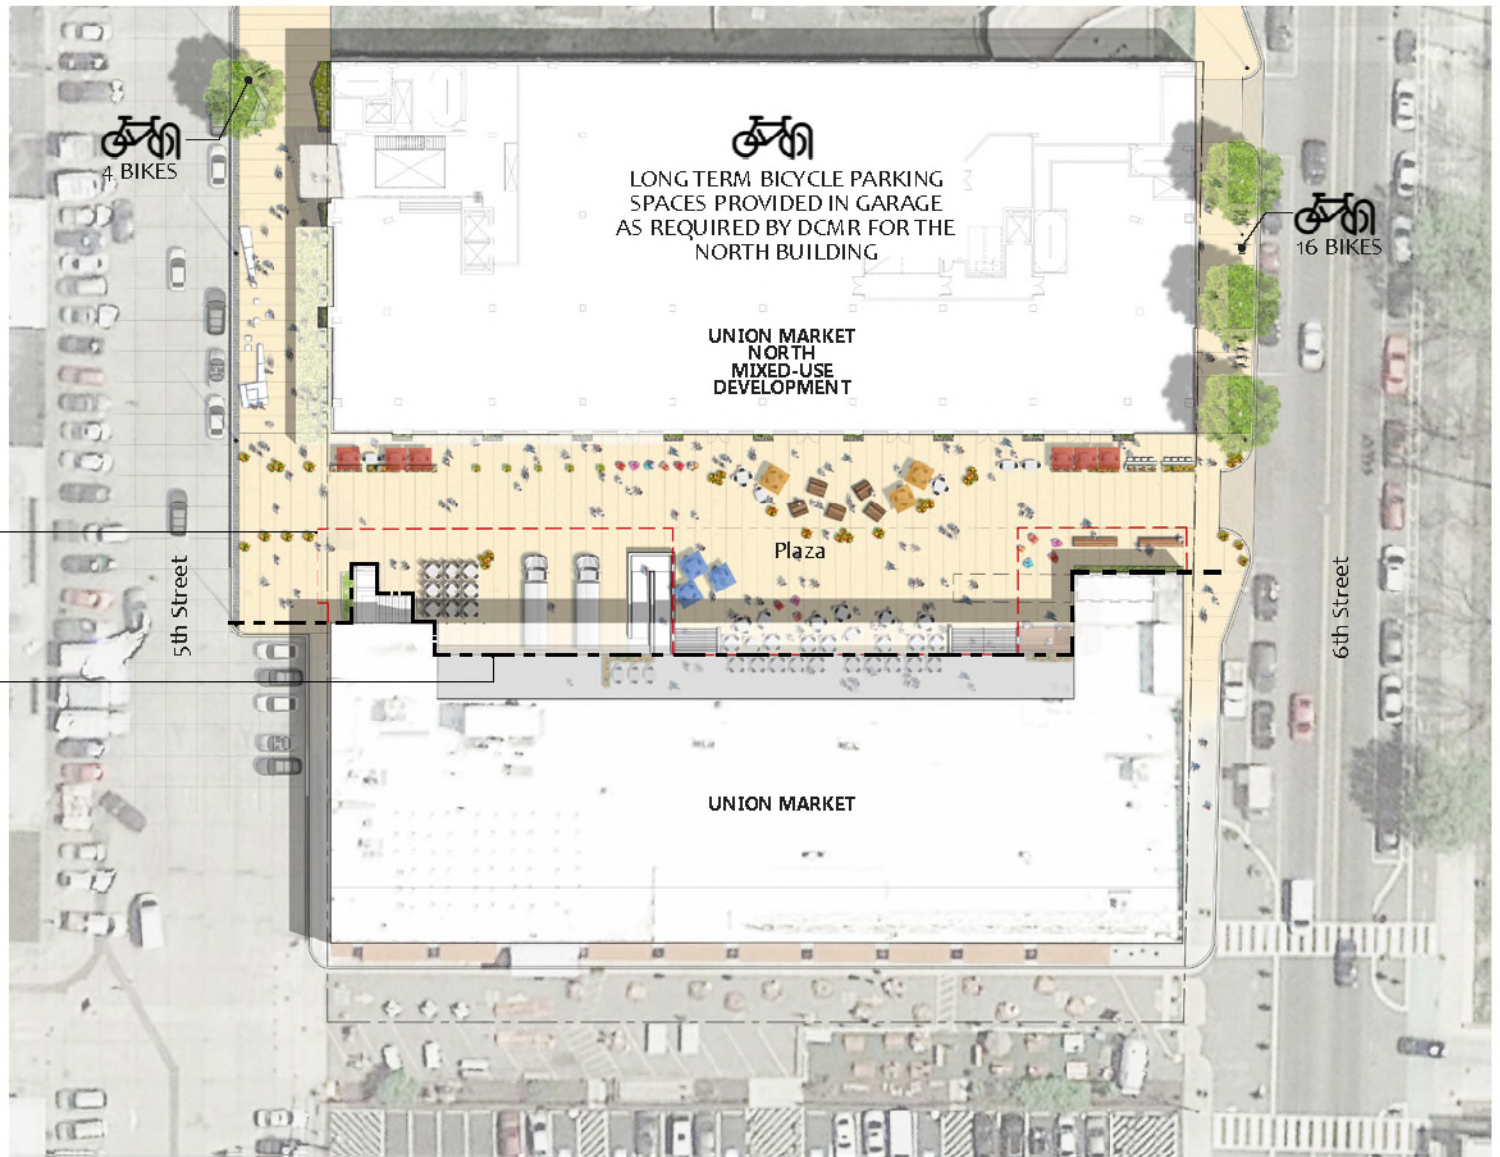 4 BIKES
LONG TERM BICYCLE PARKING
SPACES PROVIDED IN GARAGE
AS REQUIRED BY DCMR FOR THE
NORTH BUILDING
16 BIKES
UNION MARKET
NORTH
MIXED-USE
DEVELOPMENT
Plaza
5th Street
6th Street
UNION MARKET